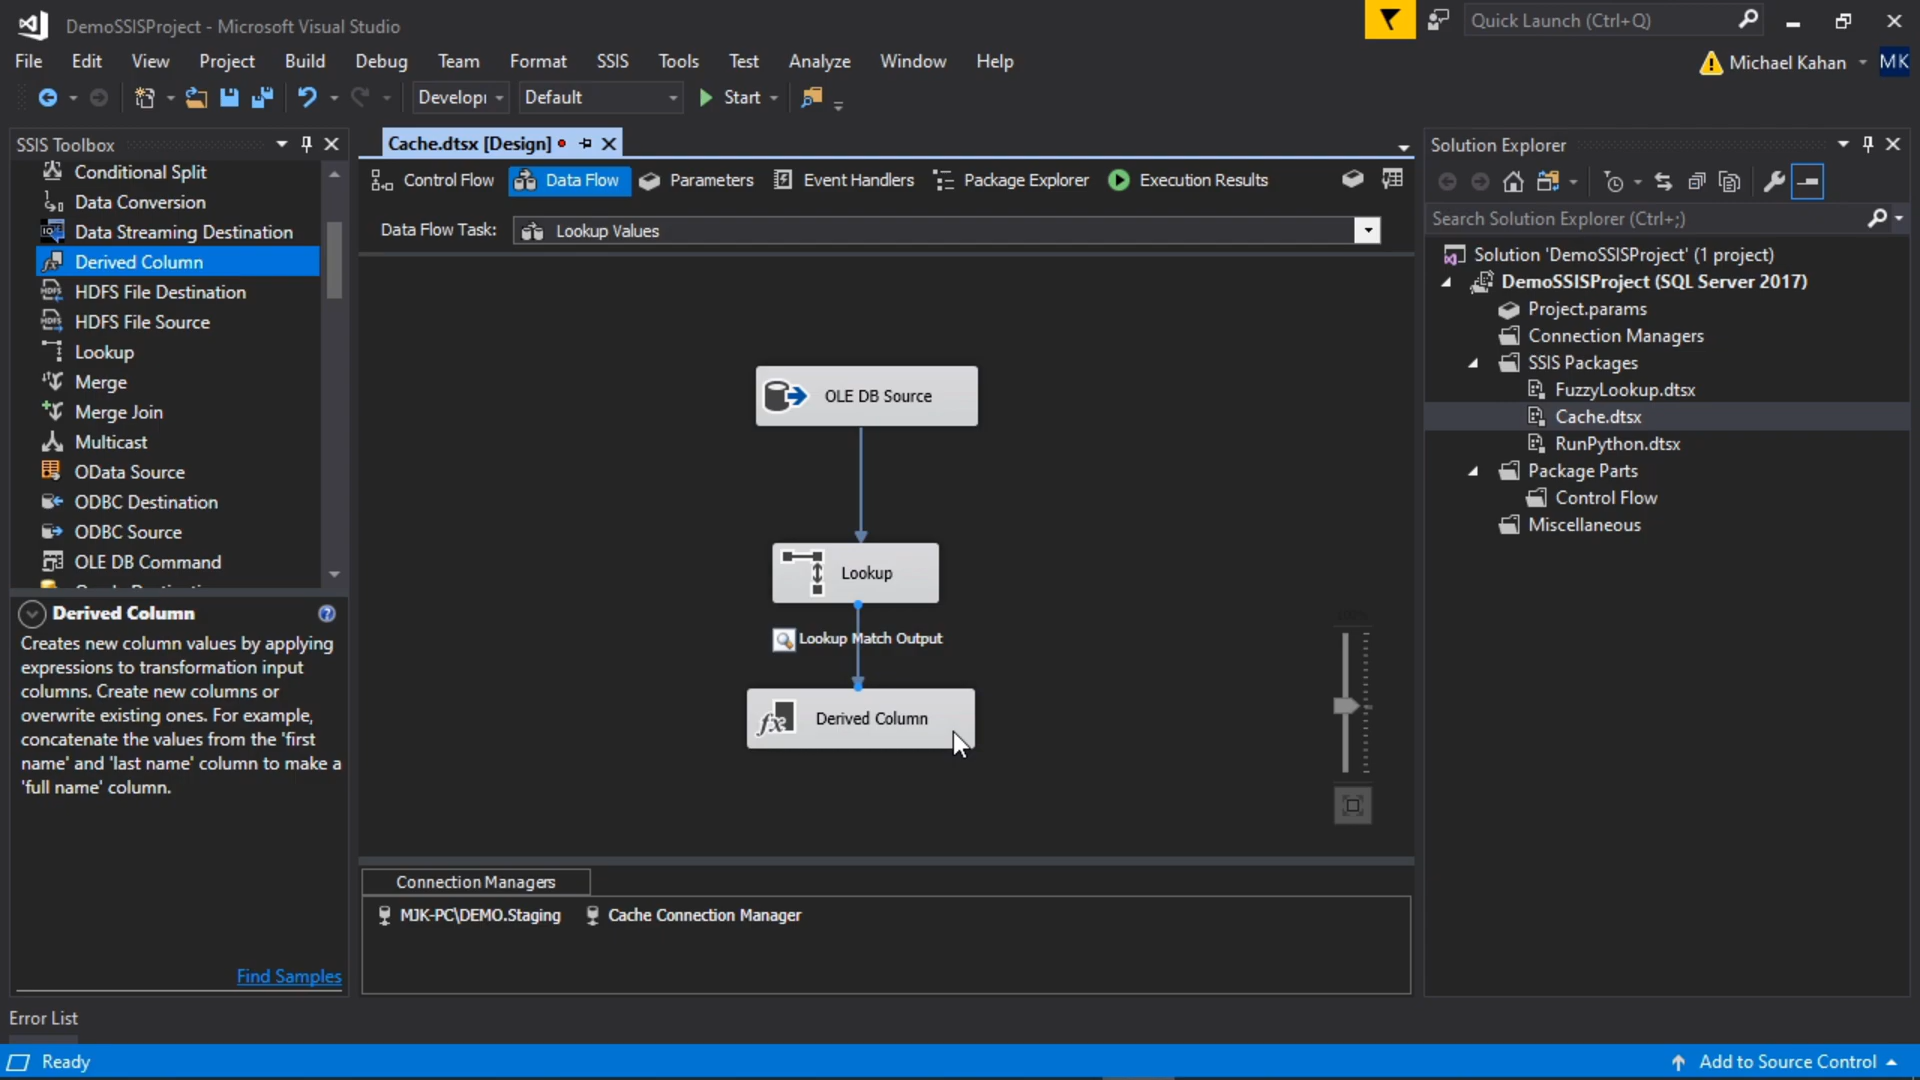 DemoSSISProject - Microsoft Visual Studio
Quick Launch (Ctrl+Q)
File Edit View Project Build Debug Team Format SSIS Tools Test Analyze Window Help
Michael Kahan MK
Developi Default Start
SSIS Toolbox
Conditional Split
Data Conversion
Data Streaming Destination
Derived Column
HDFS File Destination
HDFS File Source
Lookup
Merge
Merge Join
Multicast
OData Source
ODBC Destination
ODBC Source
OLE DB Command
Derived Column
Creates new column values by applying
expressions to transformation input
columns. Create new columns or
overwrite existing ones. For example,
concatenate the values from the 'first
name' and 'last name' column to make a
'full name' column.
Find Samples
Cache.dtsx [Design]
Control Flow Data Flow Parameters Event Handlers Package Explorer Execution Results
Data Flow Task: Lookup Values
OLE DB Source
Lookup
Lookup Match Output
fx Derived Column
Connection Managers
MJK-PC\DEMO.Staging Cache Connection Manager
Solution Explorer
Search Solution Explorer (Ctrl+;)
Solution 'DemoSSISProject' (1 project)
DemoSSISProject (SQL Server 2017)
Project.params
Connection Managers
SSIS Packages
FuzzyLookup.dtsx
Cache.dtsx
RunPython.dtsx
Package Parts
Control Flow
Miscellaneous
Error List
Ready
Add to Source Control